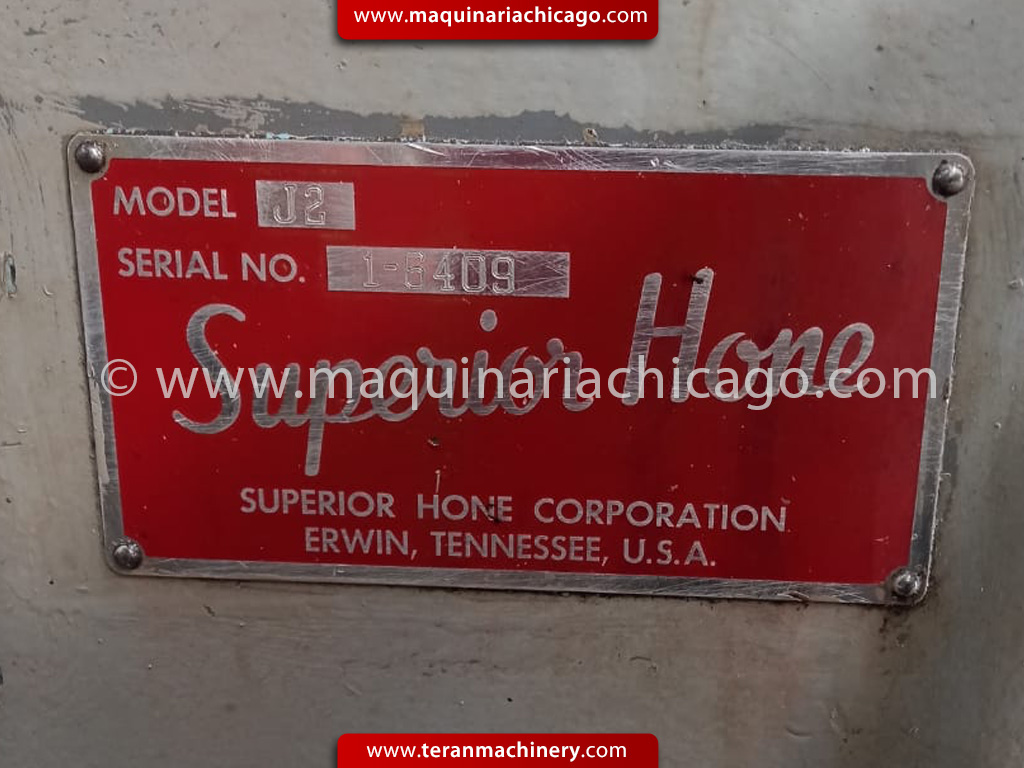 www.maquinariachicago.com
MODEL J2
SERIAL NO. 1-6409
Superior Hone
© www.maquinariachicago.com
SUPERIOR HONE CORPORATION
ERWIN, TENNESSEE, U.S.A.
www.teranmachinery.com